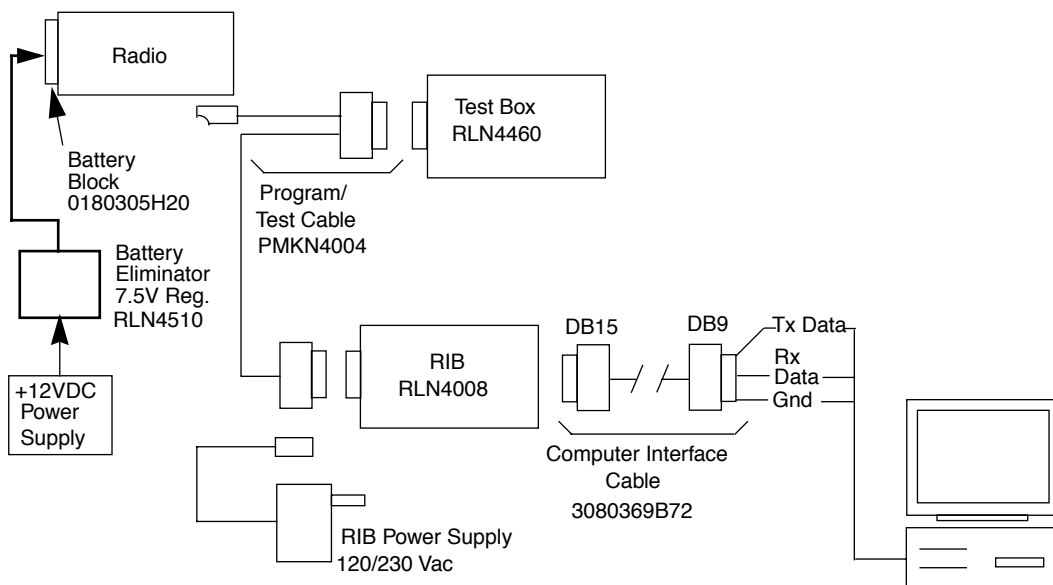 Radio
Test Box
RLN4460
Battery
Block
0180305H20
Program/
Test Cable
PMKN4004
Battery
Eliminator
7.5V Reg.
RLN4510
+12VDC
Power
Supply
RIB
RLN4008
DB15
DB9
Tx Data
Rx
Data
Gnd
Computer Interface
Cable
3080369B72
RIB Power Supply
120/230 Vac